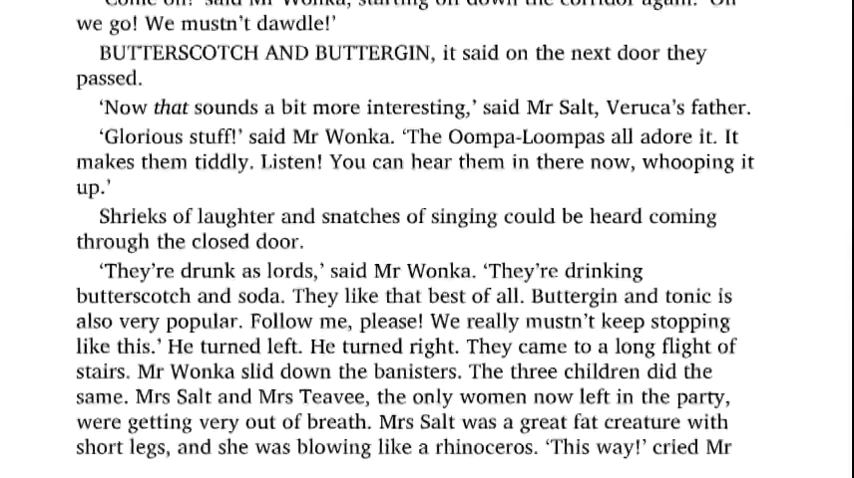 ‘Come on!’ said Mr Wonka, starting off down the corridor again. ‘On
we go! We mustn’t dawdle!’
BUTTERSCOTCH AND BUTTERGIN, it said on the next door they
passed.
‘Now that sounds a bit more interesting,’ said Mr Salt, Veruca’s father.
‘Glorious stuff!’ said Mr Wonka. ‘The Oompa-Loompas all adore it. It
makes them tiddly. Listen! You can hear them in there now, whooping it
up.’
Shrieks of laughter and snatches of singing could be heard coming
through the closed door.
‘They’re drunk as lords,’ said Mr Wonka. ‘They’re drinking
butterscotch and soda. They like that best of all. Buttergin and tonic is
also very popular. Follow me, please! We really mustn’t keep stopping
like this.’ He turned left. He turned right. They came to a long flight of
stairs. Mr Wonka slid down the banisters. The three children did the
same. Mrs Salt and Mrs Teavee, the only women now left in the party,
were getting very out of breath. Mrs Salt was a great fat creature with
short legs, and she was blowing like a rhinoceros. ‘This way!’ cried Mr